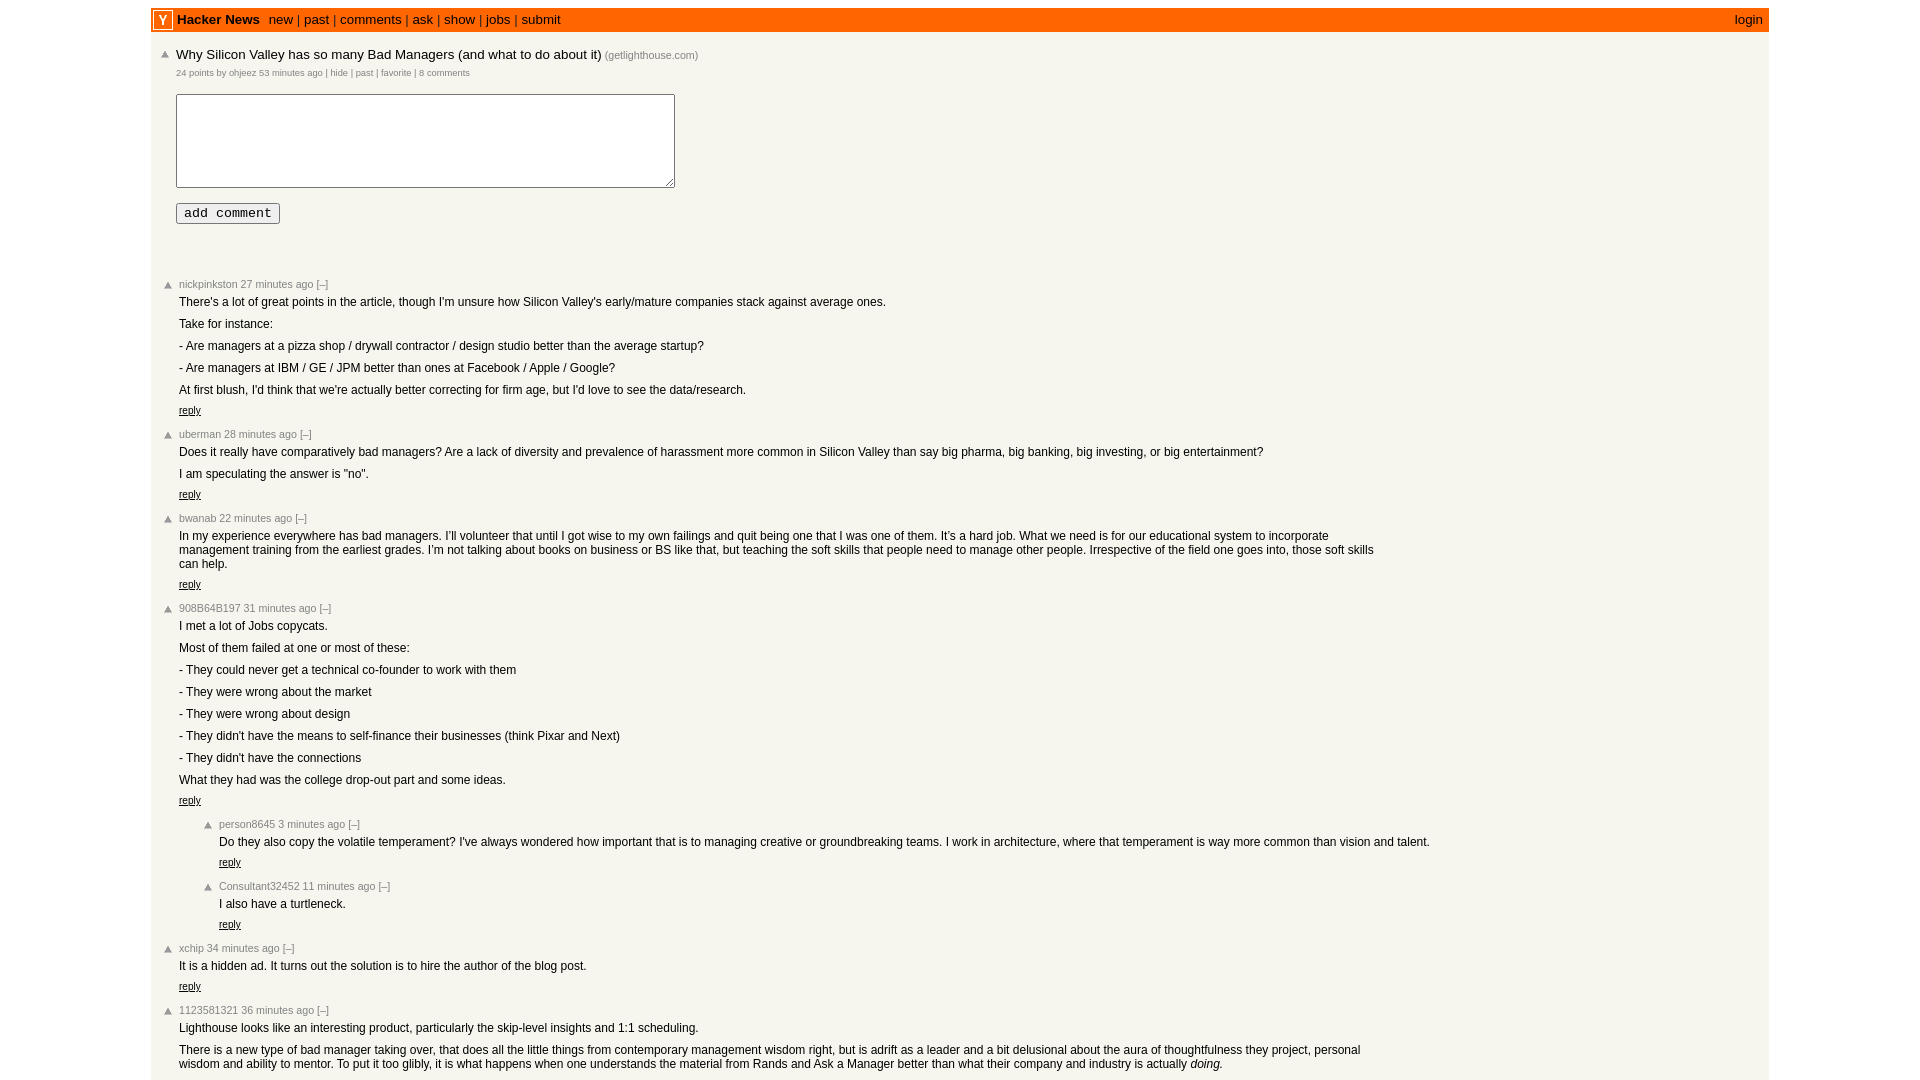 Y Hacker News new | past | comments | ask | show | jobs | submit login
Why Silicon Valley has so many Bad Managers (and what to do about it) (getlighthouse.com)
24 points by ohjeez 53 minutes ago | hide | past | favorite | 8 comments
add comment
nickpinkston 27 minutes ago [–]
There's a lot of great points in the article, though I'm unsure how Silicon Valley's early/mature companies stack against average ones.
Take for instance:
- Are managers at a pizza shop / drywall contractor / design studio better than the average startup?
- Are managers at IBM / GE / JPM better than ones at Facebook / Apple / Google?
At first blush, I'd think that we're actually better correcting for firm age, but I'd love to see the data/research.
reply
uberman 28 minutes ago [–]
Does it really have comparatively bad managers? Are a lack of diversity and prevalence of harassment more common in Silicon Valley than say big pharma, big banking, big investing, or big entertainment?
I am speculating the answer is "no".
reply
bwanab 22 minutes ago [–]
In my experience everywhere has bad managers. I’ll volunteer that until I got wise to my own failings and quit being one that I was one of them. It’s a hard job. What we need is for our educational system to incorporate
management training from the earliest grades. I’m not talking about books on business or BS like that, but teaching the soft skills that people need to manage other people. Irrespective of the field one goes into, those soft skills
can help.
reply
908B64B197 31 minutes ago [–]
I met a lot of Jobs copycats.
Most of them failed at one or most of these:
- They could never get a technical co-founder to work with them
- They were wrong about the market
- They were wrong about design
- They didn't have the means to self-finance their businesses (think Pixar and Next)
- They didn't have the connections
What they had was the college drop-out part and some ideas.
reply
person8645 3 minutes ago [–]
Do they also copy the volatile temperament? I've always wondered how important that is to managing creative or groundbreaking teams. I work in architecture, where that temperament is way more common than vision and talent.
reply
Consultant32452 11 minutes ago [–]
I also have a turtleneck.
reply
xchip 34 minutes ago [–]
It is a hidden ad. It turns out the solution is to hire the author of the blog post.
reply
1123581321 36 minutes ago [–]
Lighthouse looks like an interesting product, particularly the skip-level insights and 1:1 scheduling.
There is a new type of bad manager taking over, that does all the little things from contemporary management wisdom right, but is adrift as a leader and a bit delusional about the aura of thoughtfulness they project, personal
wisdom and ability to mentor. To put it too glibly, it is what happens when one understands the material from Rands and Ask a Manager better than what their company and industry is actually doing.